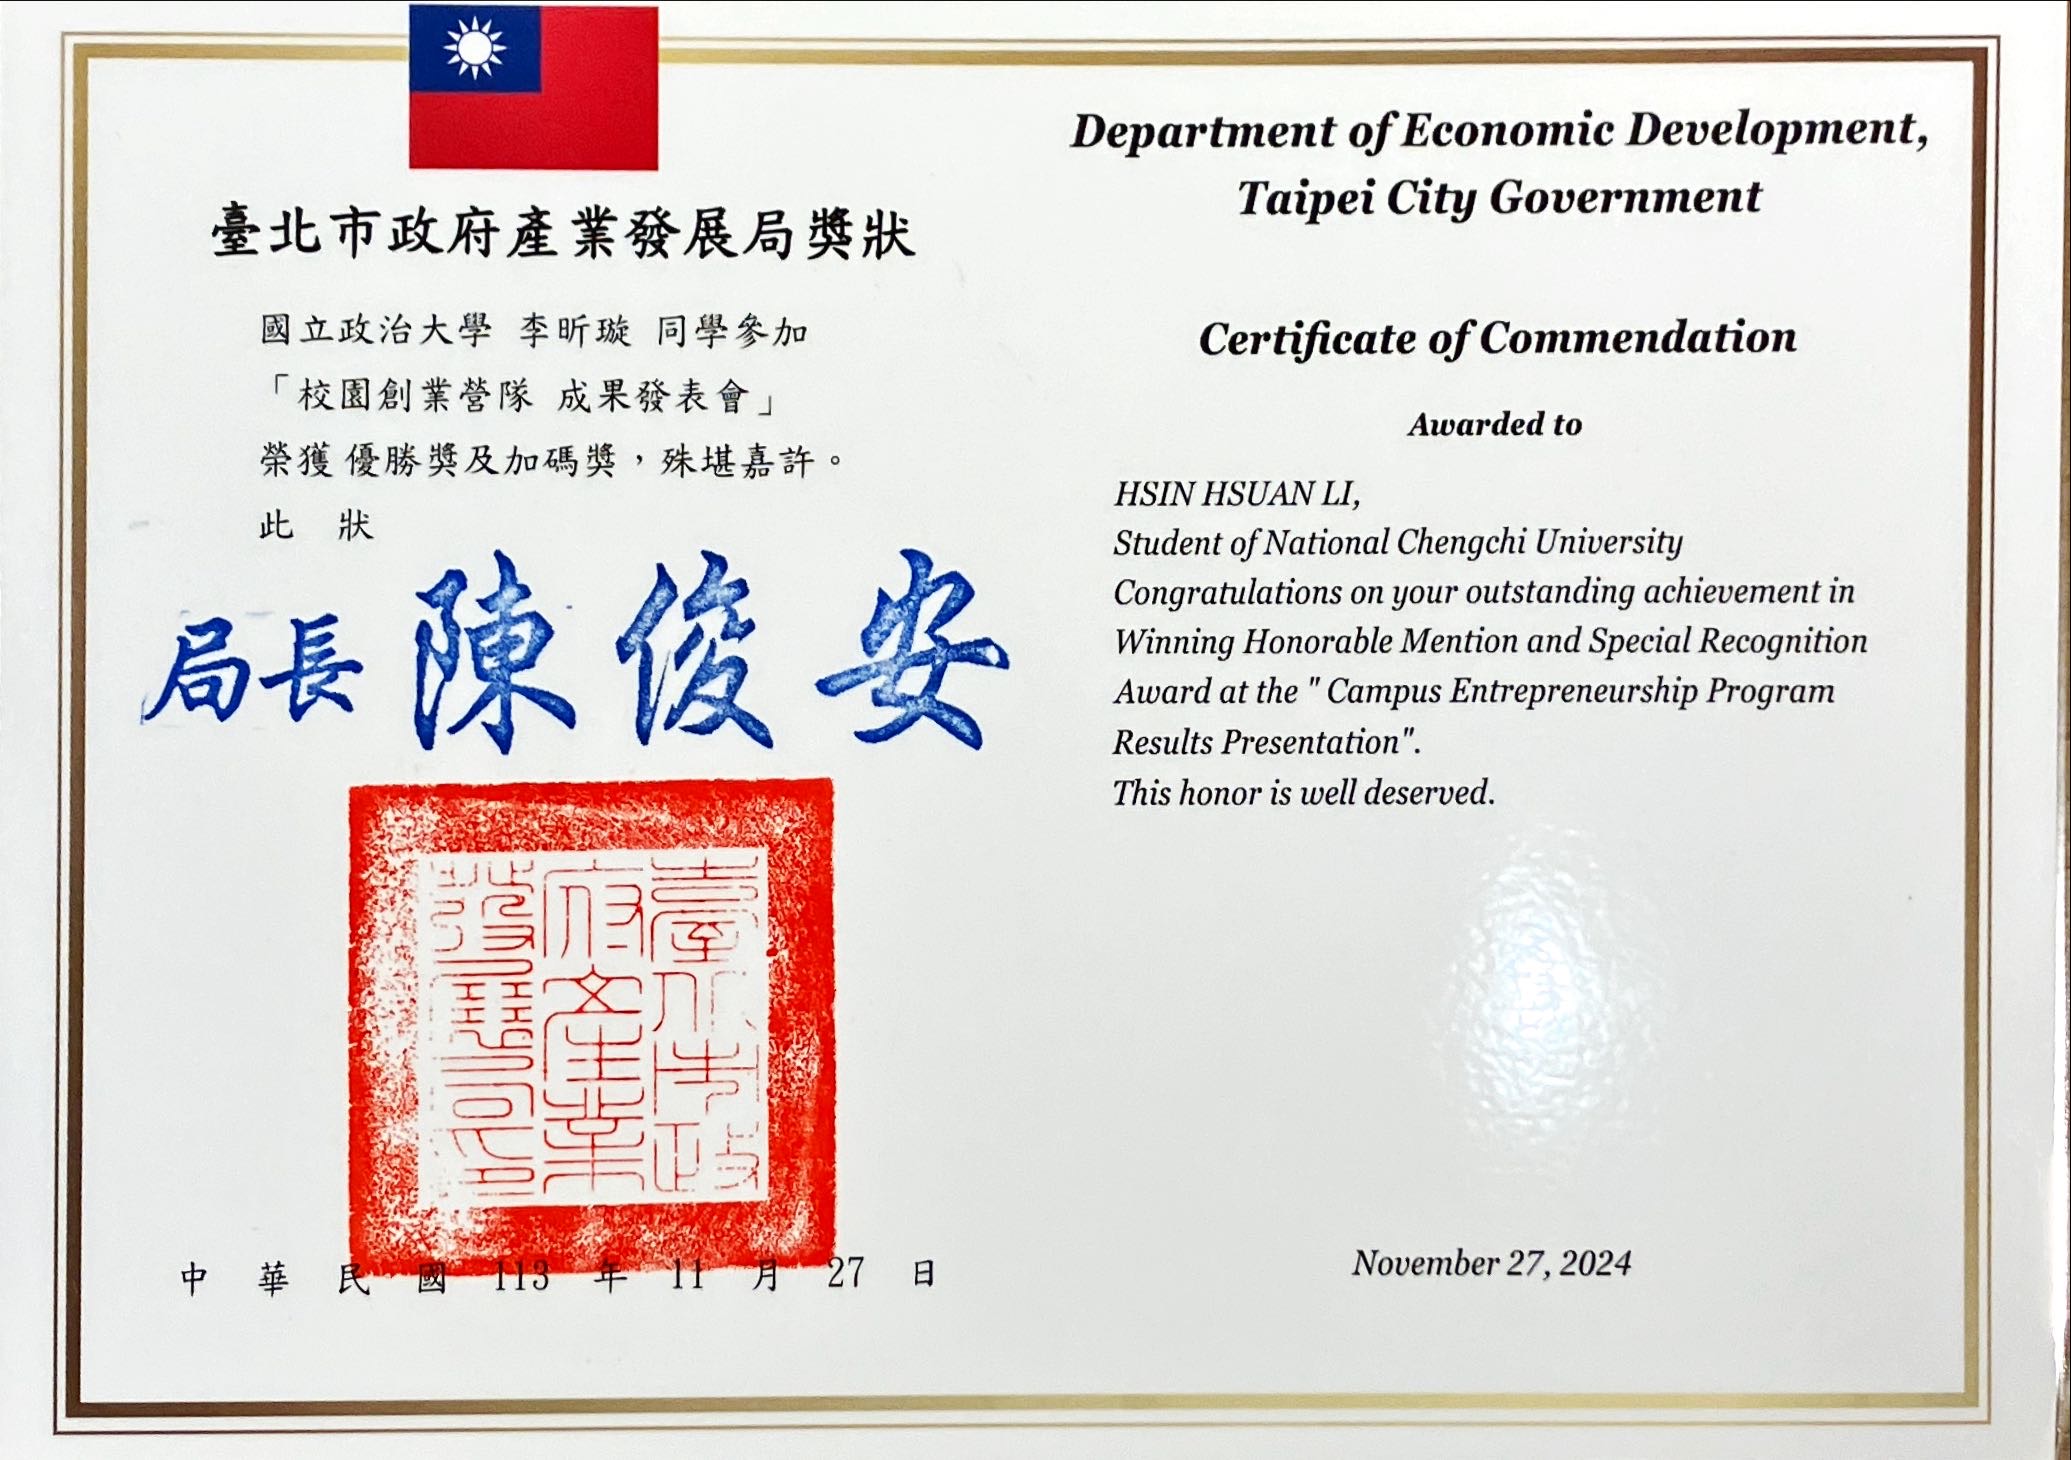 臺北市政府產業發展局獎狀
國立政治大學 李昕璇 同學參加
「校園創業營隊 成果發表會」
榮獲 優勝獎及加碼獎，殊堪嘉許。
此 狀
局長 陳俊安
臺北市政
府產業
發展局印
中華民國 113 年 11 月 27 日
Department of Economic Development,
Taipei City Government
Certificate of Commendation
Awarded to
HSIN HSUAN LI,
Student of National Chengchi University
Congratulations on your outstanding achievement in
Winning Honorable Mention and Special Recognition
Award at the " Campus Entrepreneurship Program
Results Presentation".
This honor is well deserved.
November 27, 2024